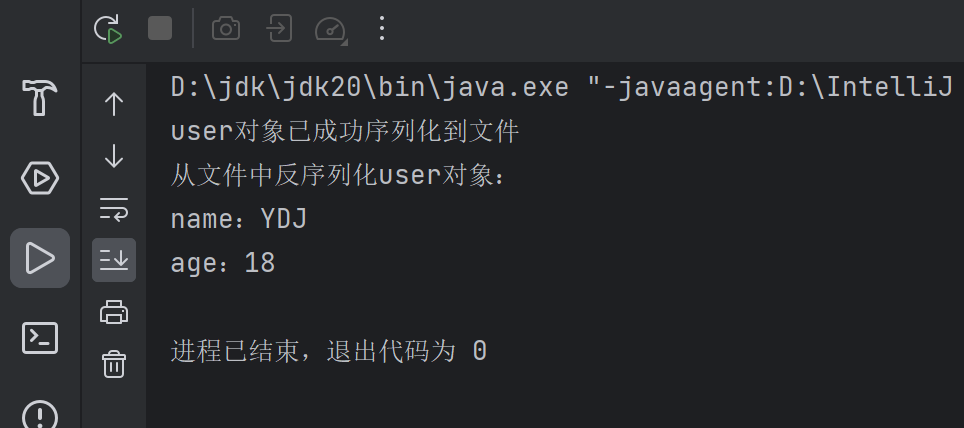 D:\jdk\jdk20\bin\java.exe "-javaagent:D:\IntelliJ
user对象已成功序列化到文件
从文件中反序列化user对象：
name：YDJ
age：18
进程已结束，退出代码为 0